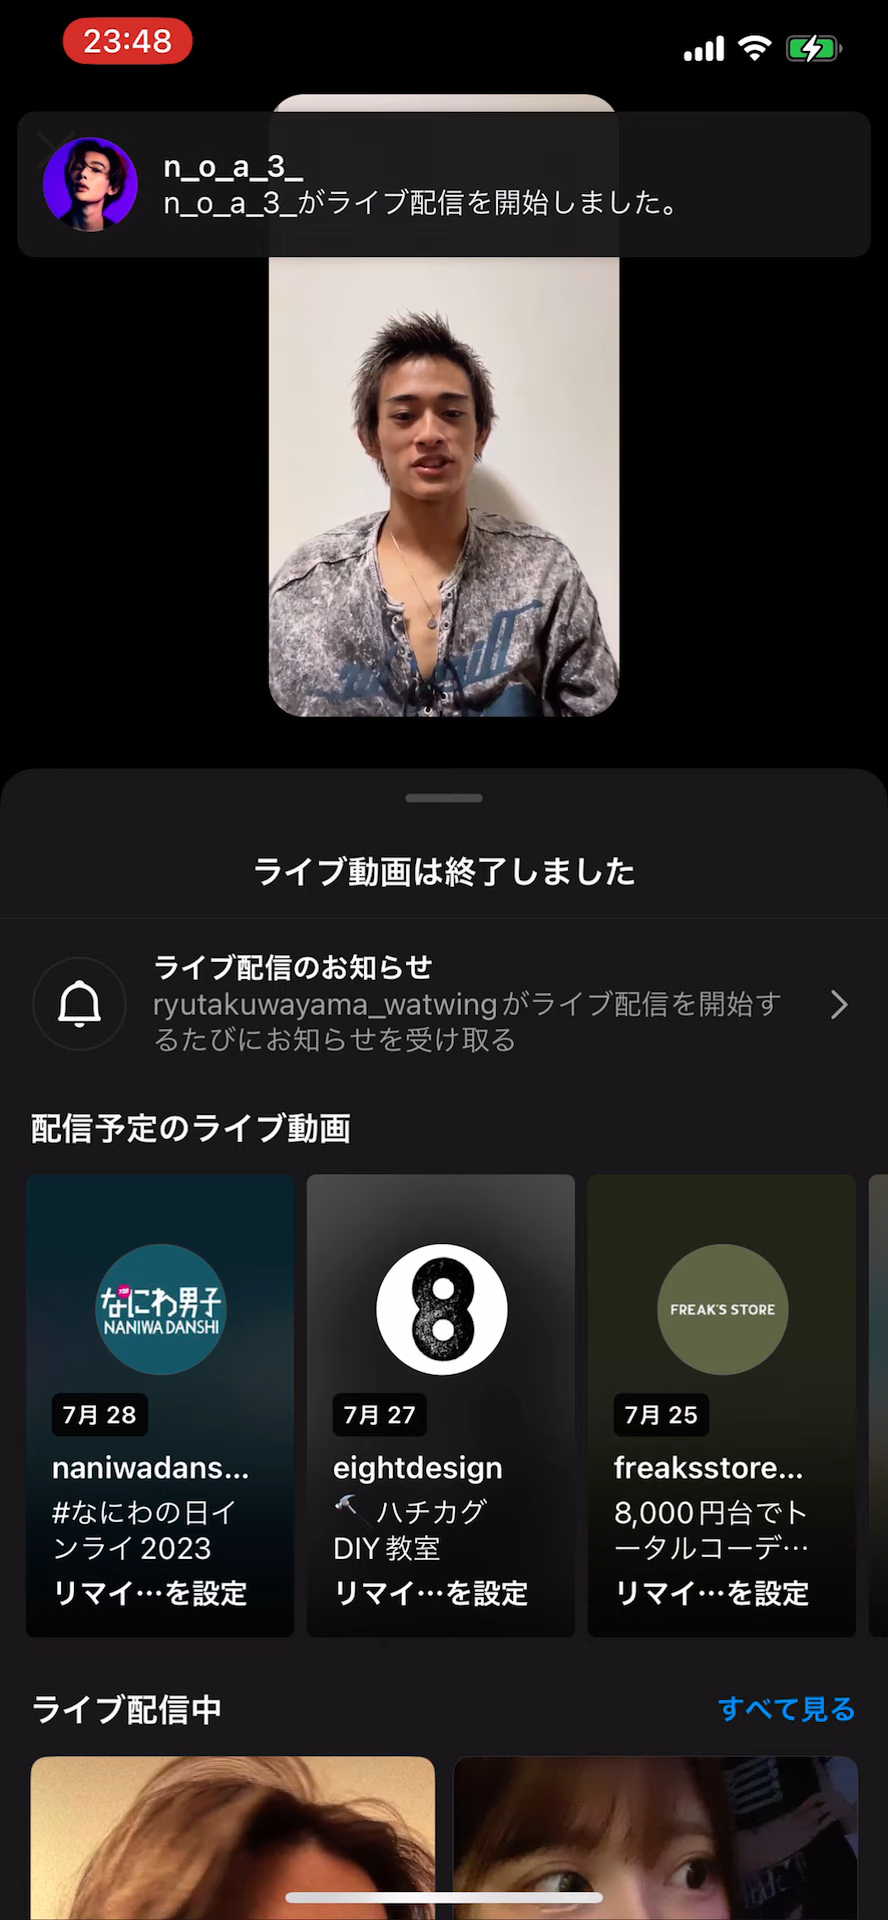 23:48
n_o_a_3_
n_o_a_3_がライブ配信を開始しました。
ライブ動画は終了しました
ライブ配信のお知らせ
ryutakuwayama_watwingがライブ配信を開始す
るたびにお知らせを受け取る
配信予定のライブ動画
なにわ男子
NANIWA DANSHI
7月 28
naniwadans...
#なにわの日イ
ンライ2023
リマイ…を設定
8
7月 27
eightdesign
ハチカグ
DIY教室
リマイ…を設定
FREAK'S STORE
7月 25
freaksstore...
8,000円台でト
ータルコーデ…
リマイ…を設定
ライブ配信中
すべて見る